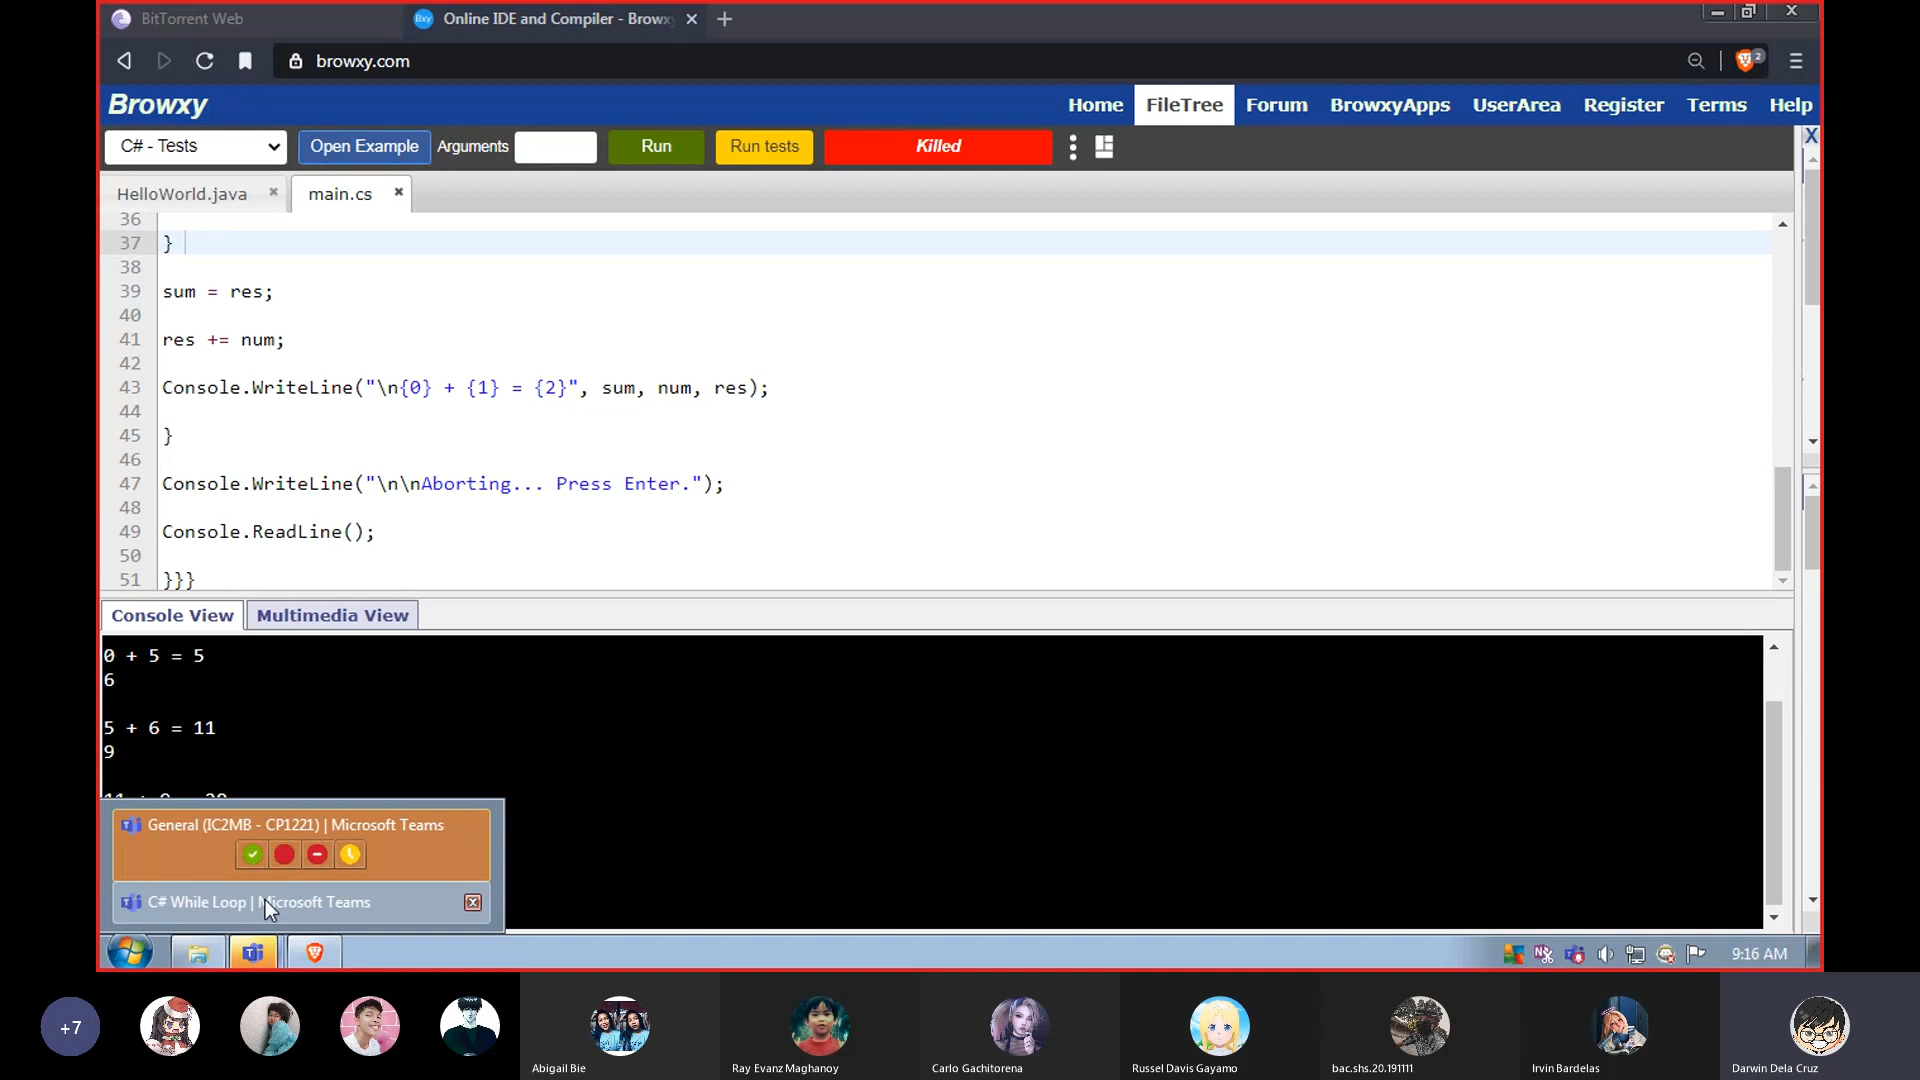 BitTorrent Web
Online IDE and Compiler - Brow
browxy.com
2
Browxy
Home FileTree Forum BrowxyApps UserArea Register Terms Help
C# - Tests Open Example Arguments Run Run tests Killed
X
HelloWorld.java main.cs
36
37 }
38
39 sum = res;
40
41 res += num;
42
43 Console.WriteLine("\n{0} + {1} = {2}", sum, num, res);
44
45 }
46
47 Console.WriteLine("\n\nAborting... Press Enter.");
48
49 Console.ReadLine();
50
51 }}}
Console View Multimedia View
0 + 5 = 5
6
5 + 6 = 11
9
General (IC2MB - CP1221) | Microsoft Teams
C# While Loop | Microsoft Teams
9:16 AM
+7
Abigail Bie
Ray Evanz Maghanoy
Carlo Gachitorena
Russel Davis Gayamo
bac.shs.20.191111
Irvin Bardelas
Darwin Dela Cruz